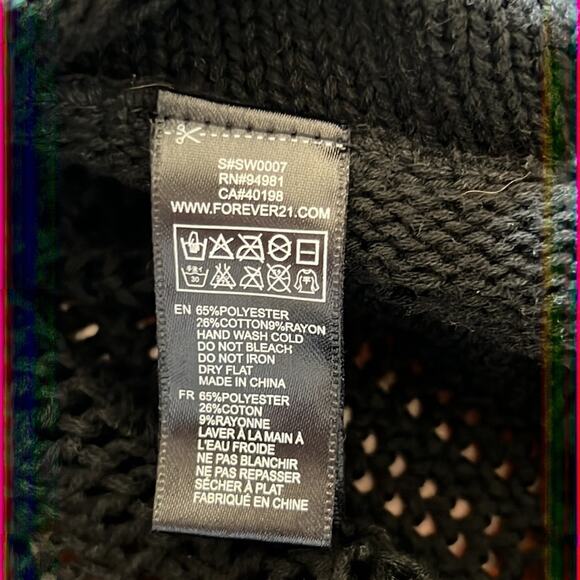 S#SW0007
RN#94981
CA#40198
WWW.FOREVER21.COM
30
EN 65%POLYESTER
26%COTTON9%RAYON
HAND WASH COLD
DO NOT BLEACH
DO NOT IRON
DRY FLAT
MADE IN CHINA
FR 65%POLYESTER
26%COTON
9%RAYONNE
LAVER À LA MAIN À
L'EAU FROIDE
NE PAS BLANCHIR
NE PAS REPASSER
SÉCHER À PLAT
FABRIQUÉ EN CHINE